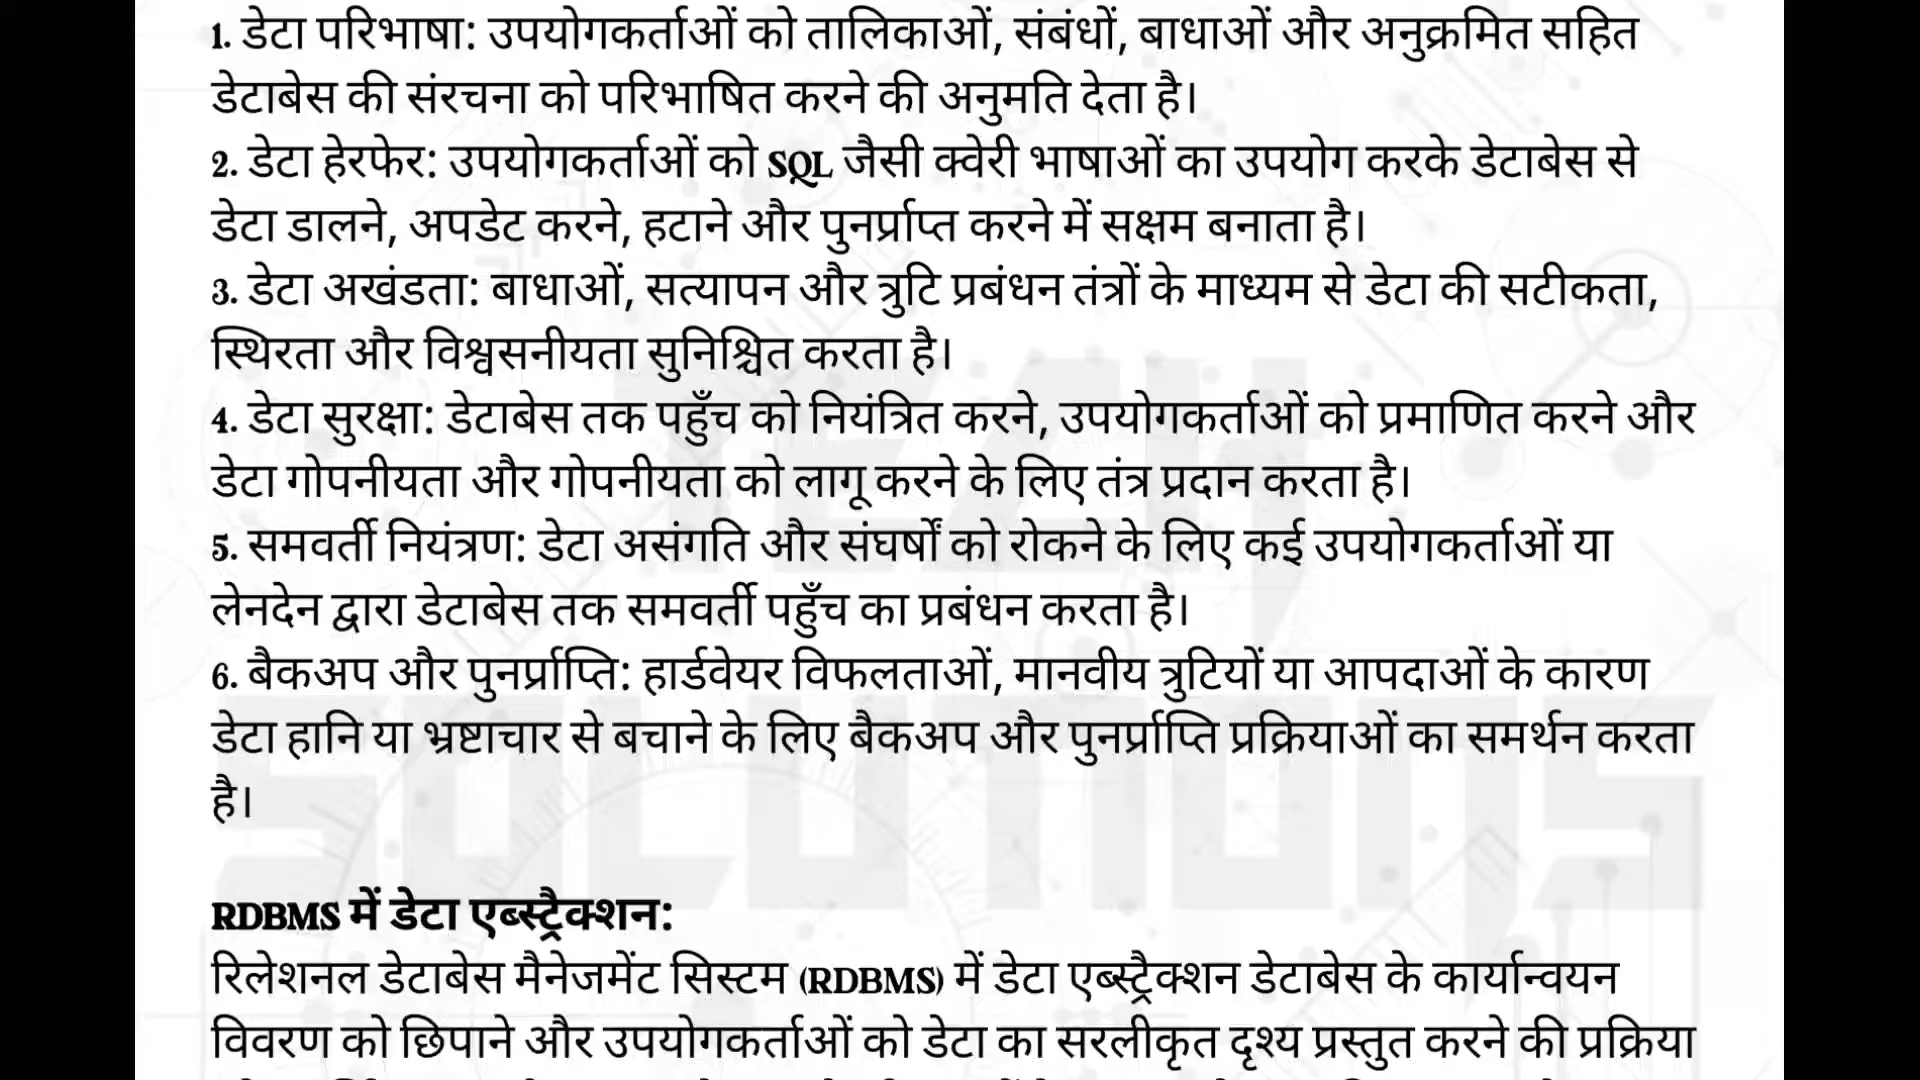 1. डेटा परिभाषा: उपयोगकर्ताओं को तालिकाओं, संबंधों, बाधाओं और अनुक्रमित सहित
डेटाबेस की संरचना को परिभाषित करने की अनुमति देता है।
2. डेटा हेरफेर: उपयोगकर्ताओं को SQL जैसी क्वेरी भाषाओं का उपयोग करके डेटाबेस से
डेटा डालने, अपडेट करने, हटाने और पुनर्प्राप्त करने में सक्षम बनाता है।
3. डेटा अखंडता: बाधाओं, सत्यापन और त्रुटि प्रबंधन तंत्रों के माध्यम से डेटा की सटीकता,
स्थिरता और विश्वसनीयता सुनिश्चित करता है।
4. डेटा सुरक्षा: डेटाबेस तक पहुँच को नियंत्रित करने, उपयोगकर्ताओं को प्रमाणित करने और
डेटा गोपनीयता और गोपनीयता को लागू करने के लिए तंत्र प्रदान करता है।
5. समवर्ती नियंत्रण: डेटा असंगति और संघर्षों को रोकने के लिए कई उपयोगकर्ताओं या
लेनदेन द्वारा डेटाबेस तक समवर्ती पहुँच का प्रबंधन करता है।
6. बैकअप और पुनर्प्राप्ति: हार्डवेयर विफलताओं, मानवीय त्रुटियों या आपदाओं के कारण
डेटा हानि या भ्रष्टाचार से बचाने के लिए बैकअप और पुनर्प्राप्ति प्रक्रियाओं का समर्थन करता
है।
RDBMS में डेटा एब्स्ट्रैक्शन:
रिलेशनल डेटाबेस मैनेजमेंट सिस्टम (RDBMS) में डेटा एब्स्ट्रैक्शन डेटाबेस के कार्यान्वयन
विवरण को छिपाने और उपयोगकर्ताओं को डेटा का सरलीकृत दृश्य प्रस्तुत करने की प्रक्रिया
TECH
SOLUTIONS